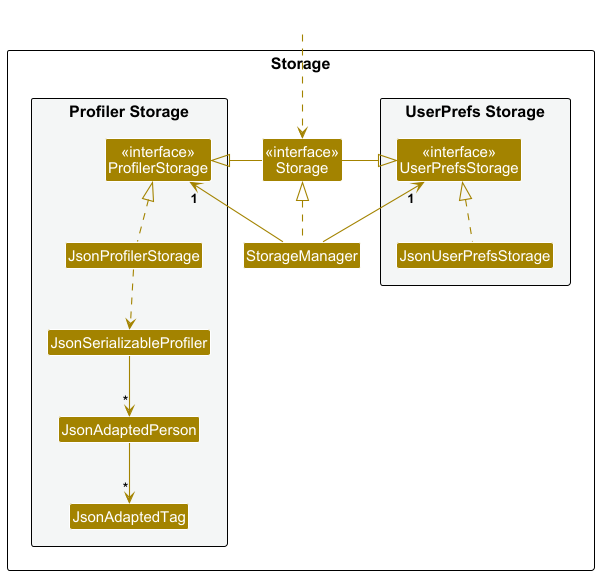 Storage
Profiler Storage
UserPrefs Storage
«interface»
ProfilerStorage
«interface»
Storage
«interface»
UserPrefsStorage
1
1
JsonProfilerStorage
StorageManager
JsonUserPrefsStorage
JsonSerializableProfiler
*
JsonAdaptedPerson
*
JsonAdaptedTag